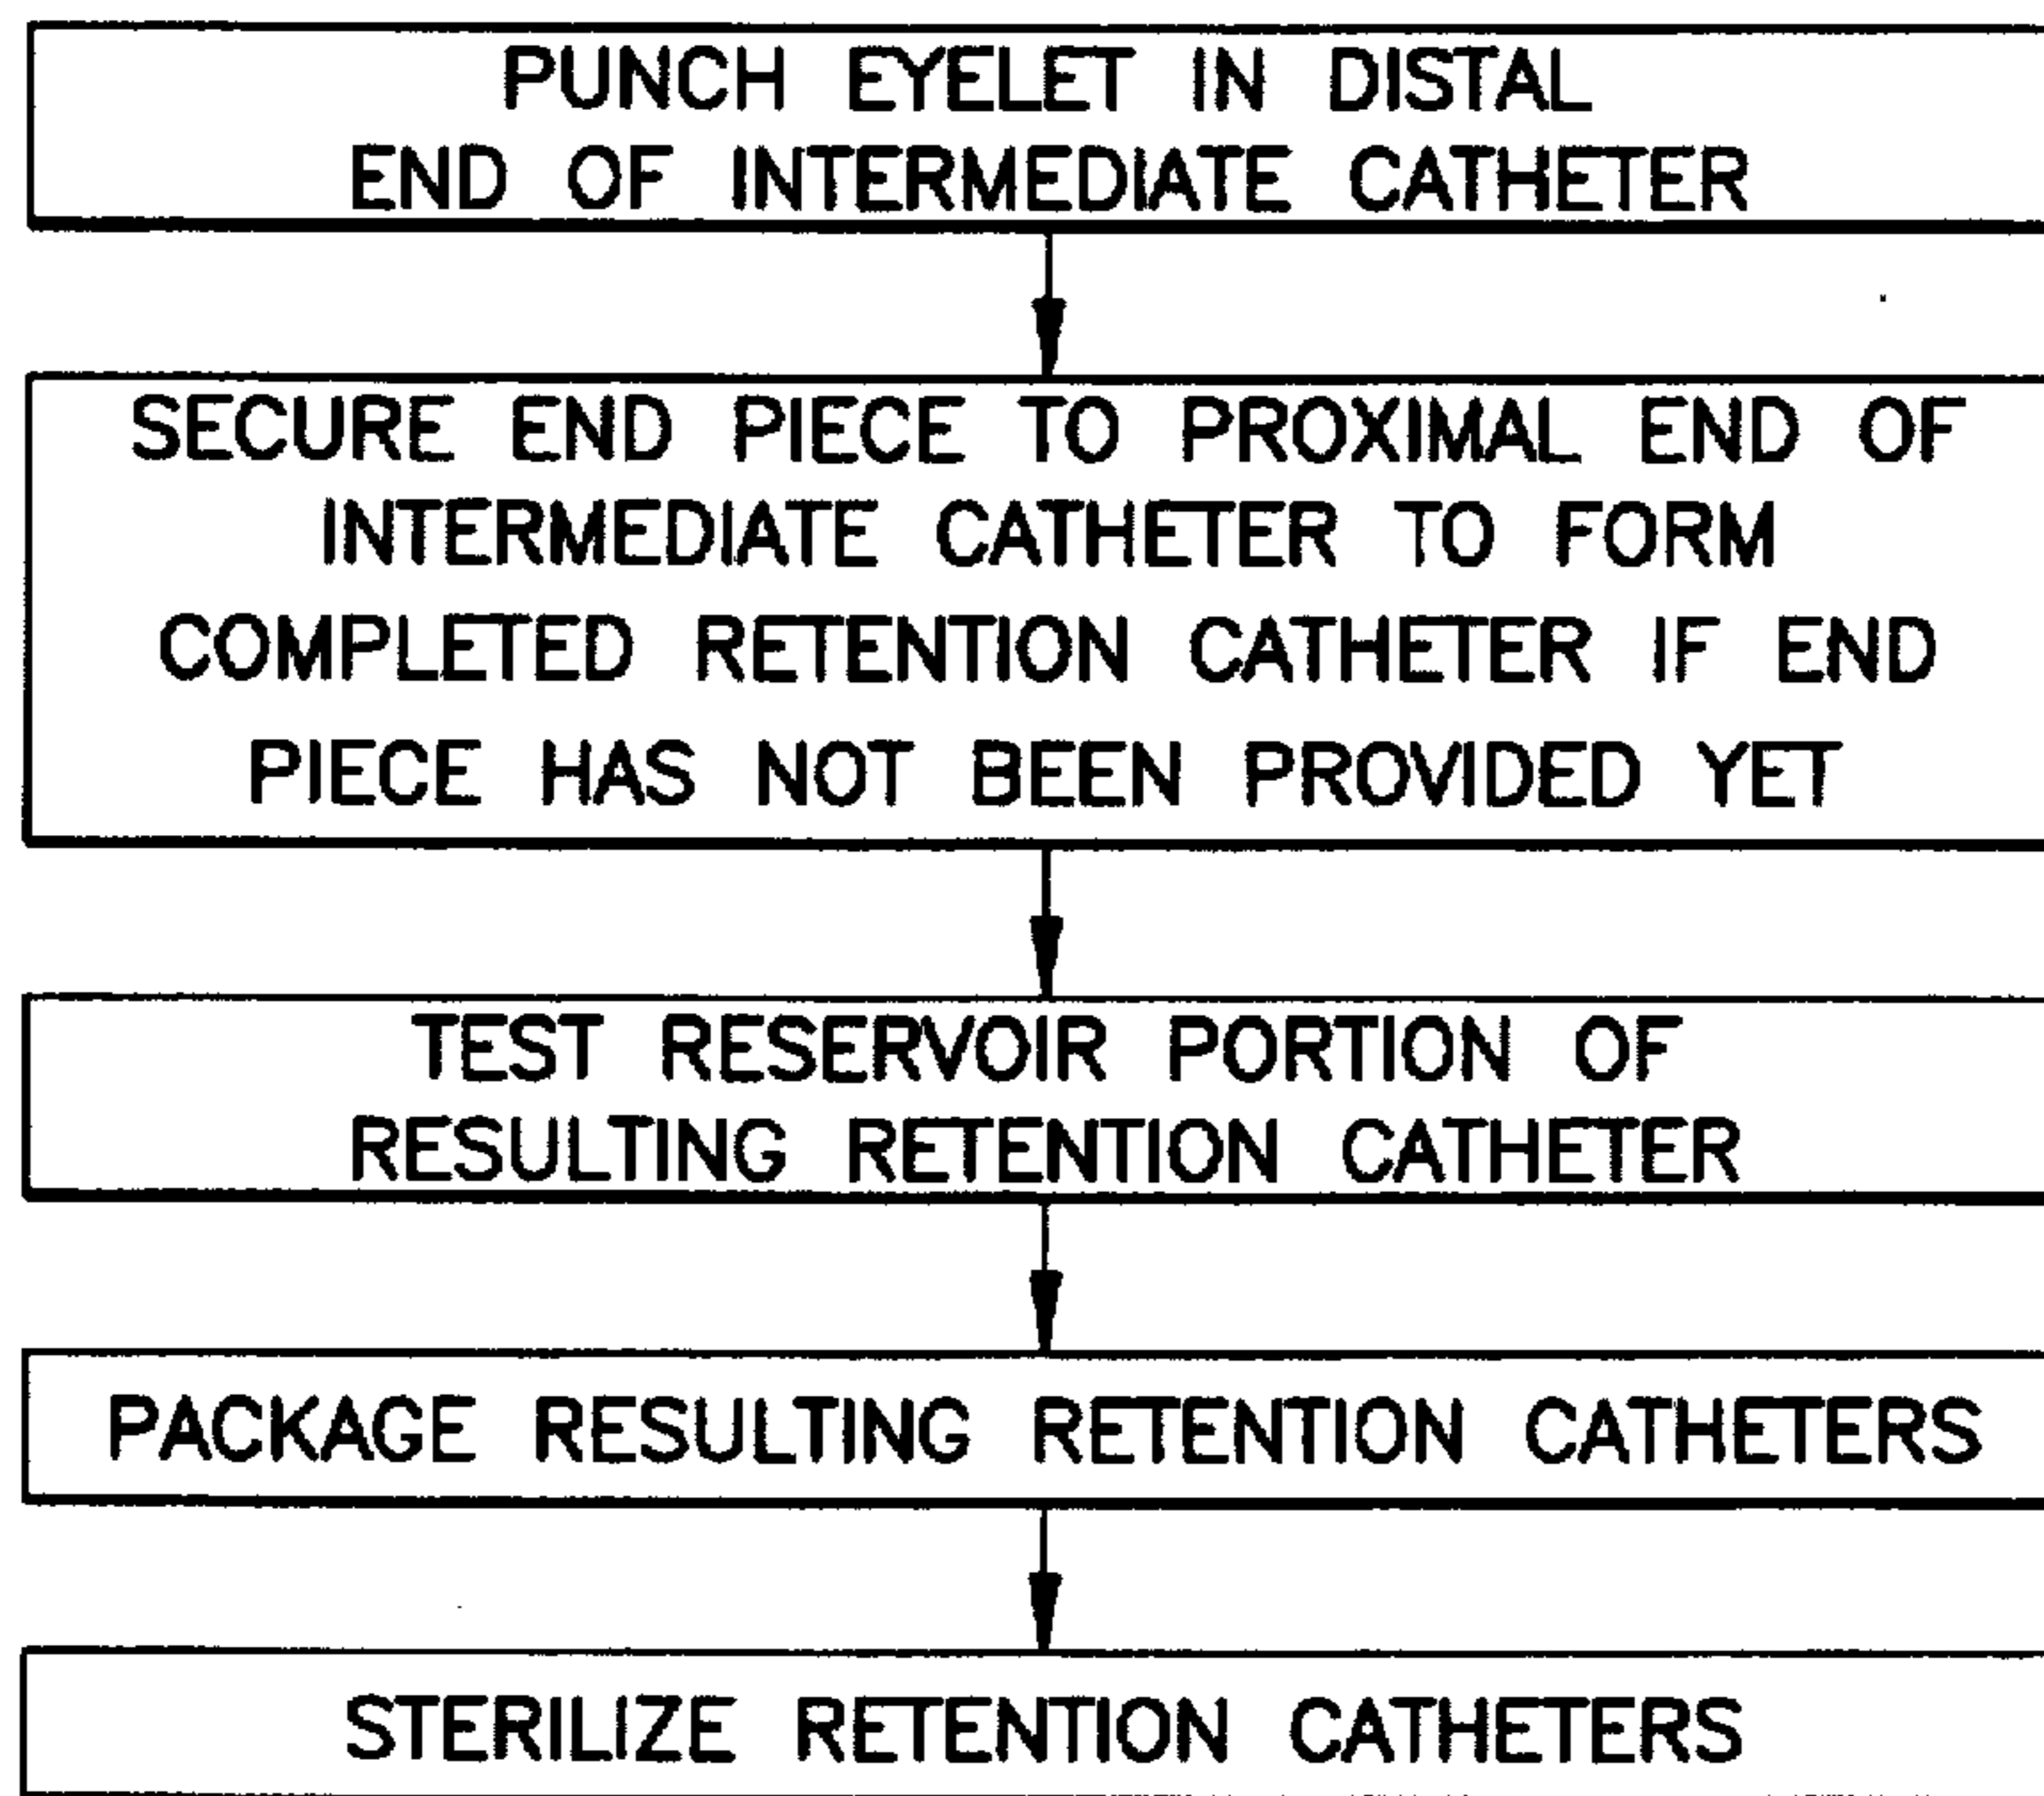 PUNCH EYELET IN DISTAL
END OF INTERMEDIATE CATHETER
SECURE END PIECE TO PROXIMAL END OF
INTERMEDIATE CATHETER TO FORM
COMPLETED RETENTION CATHETER IF END
PIECE HAS NOT BEEN PROVIDED YET
TEST RESERVOIR PORTION OF
RESULTING RETENTION CATHETER
PACKAGE RESULTING RETENTION CATHETERS
STERILIZE RETENTION CATHETERS